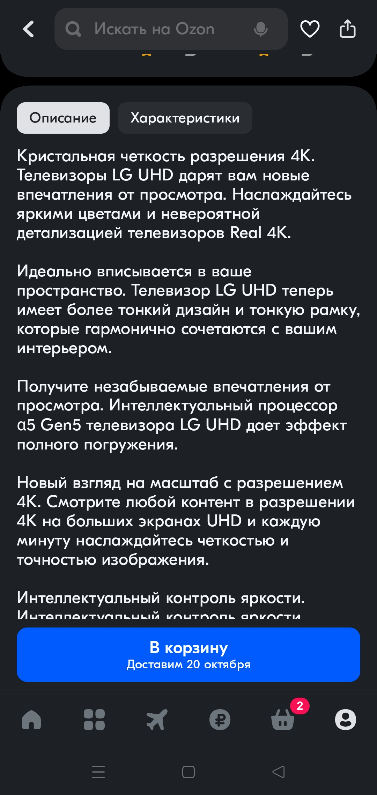 Искать на Ozon
Описание
Характеристики
Кристальная четкость разрешения 4K.
Телевизоры LG UHD дарят вам новые
впечатления от просмотра. Наслаждайтесь
яркими цветами и невероятной
детализацией телевизоров Real 4K.
Идеально вписывается в ваше
пространство. Телевизор LG UHD теперь
имеет более тонкий дизайн и тонкую рамку,
которые гармонично сочетаются с вашим
интерьером.
Получите незабываемые впечатления от
просмотра. Интеллектуальный процессор
α5 Gen5 телевизора LG UHD дает эффект
полного погружения.
Новый взгляд на масштаб с разрешением
4K. Смотрите любой контент в разрешении
4K на больших экранах UHD и каждую
минуту наслаждайтесь четкостью и
точностью изображения.
Интеллектуальный контроль яркости.
Интеллектуальный контроль яркости
В корзину
Доставим 20 октября
2